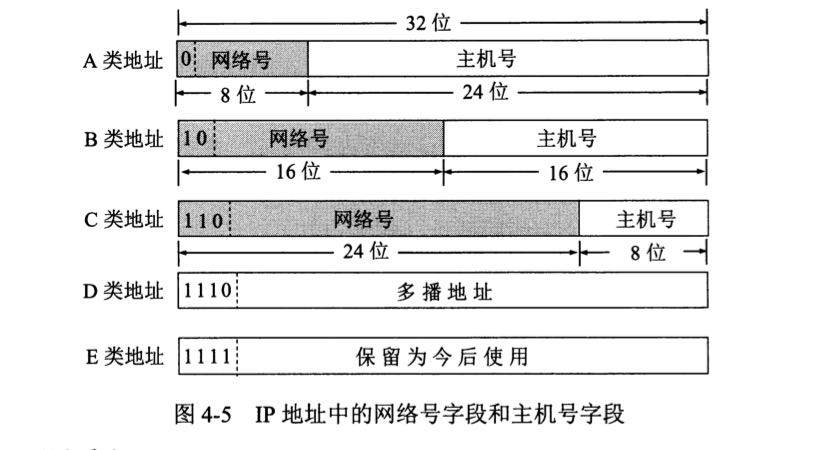 32 位
A 类地址 0 网络号 主机号
8 位 24 位
B 类地址 10 网络号 主机号
16 位 16 位
C 类地址 110 网络号 主机号
24 位 8 位
D 类地址 1110 多播地址
E 类地址 1111 保留为今后使用
图 4-5 IP 地址中的网络号字段和主机号字段